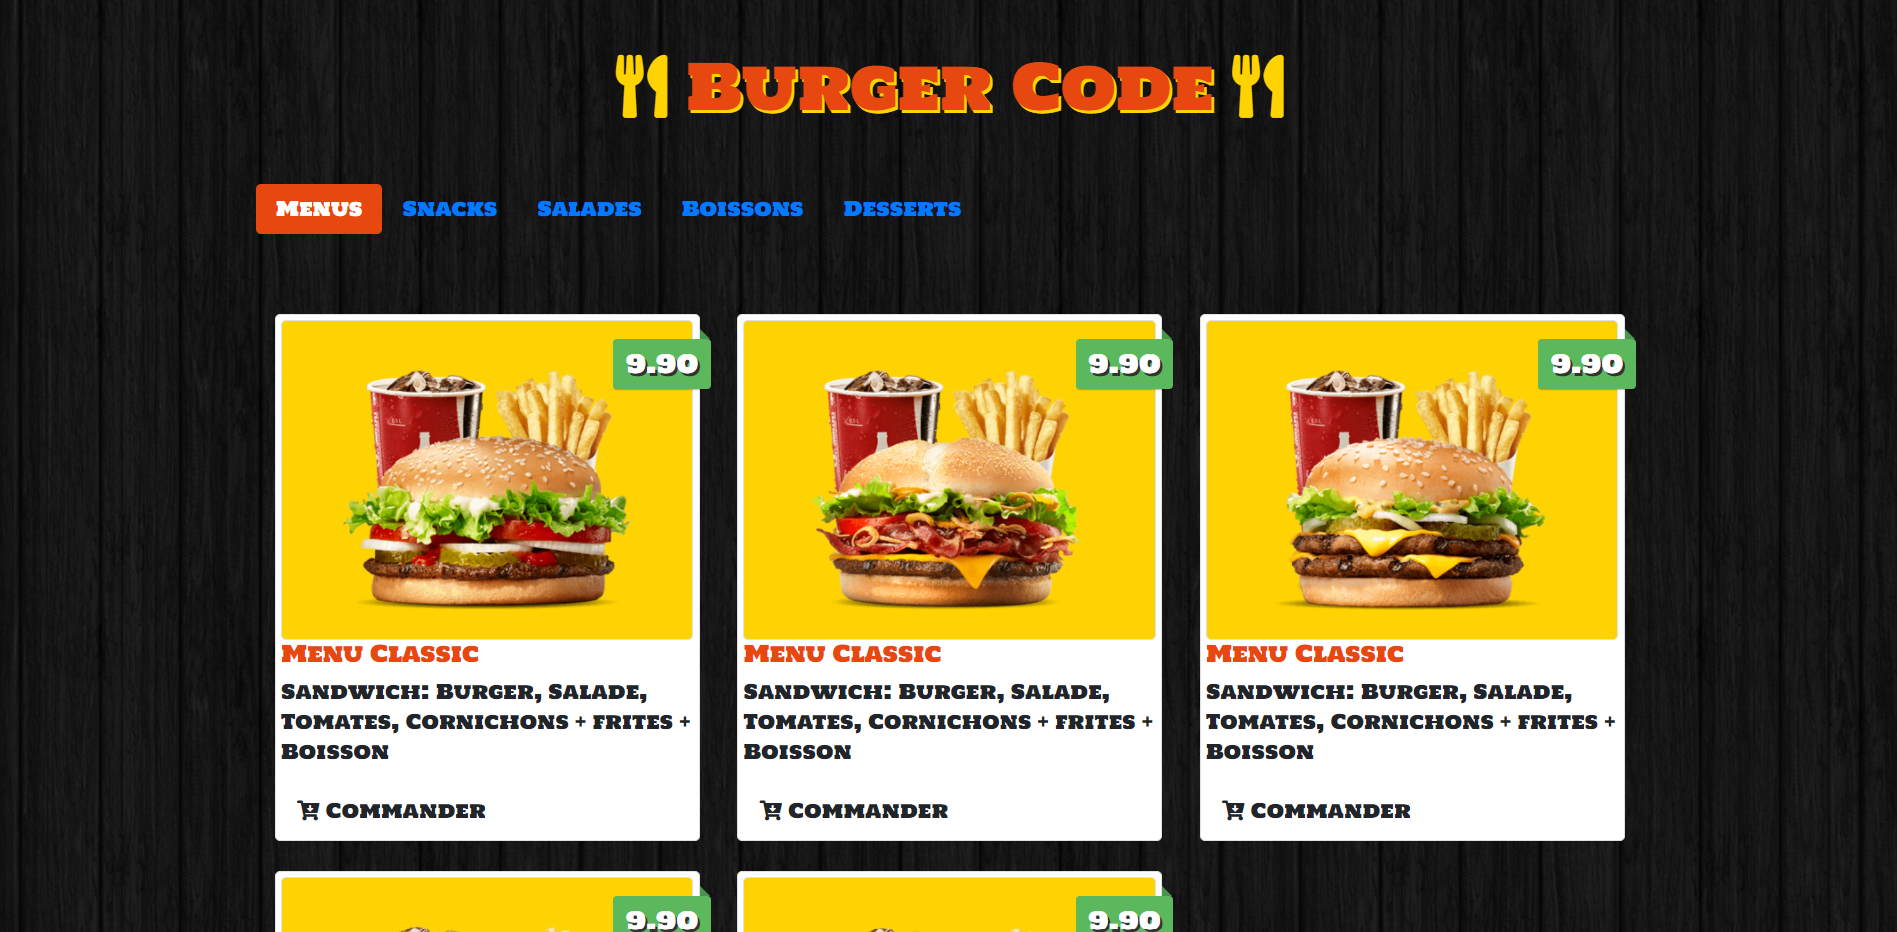 Burger Code
Menus Snacks Salades Boissons Desserts
9.90 9.90 9.90
Menu Classic Menu Classic Menu Classic
Sandwich: Burger, Salade, Sandwich: Burger, Salade, Sandwich: Burger, Salade,
Tomates, Cornichons + frites + Tomates, Cornichons + frites + Tomates, Cornichons + frites +
Boisson Boisson Boisson
Commander Commander Commander
9.90 9.90